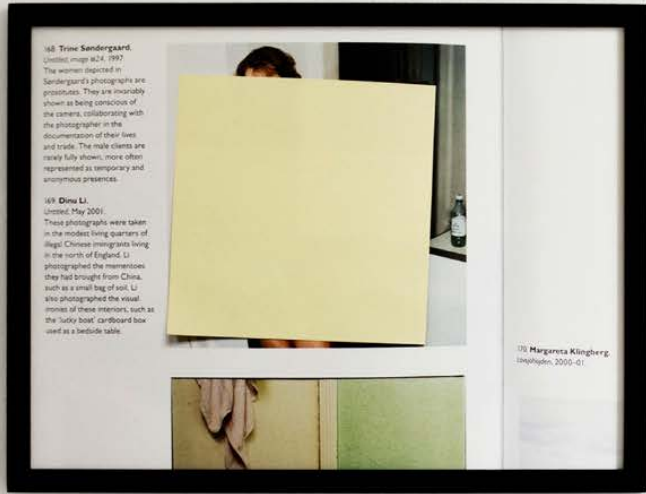 168. Trine Søndergaard,
Untitled, image #24, 1997.
The women depicted in
Søndergaard's photographs are
prostitutes. They are invariably
shown as being conscious of
the camera, collaborating with
the photographer in the
documentation of their lives
and trade. The male clients are
rarely fully shown, more often
represented as temporary and
anonymous presences.
169. Dinu Li,
Untitled, May 2001.
These photographs were taken
in the modest living quarters of
illegal Chinese immigrants living
in the north of England. Li
photographed the mementoes
they had brought from China,
such as a small bag of soil. Li
also photographed the visual
ironies of these interiors, such as
the 'lucky boat' cardboard box
used as a bedside table.
170. Margareta Klingberg,
2000–01.